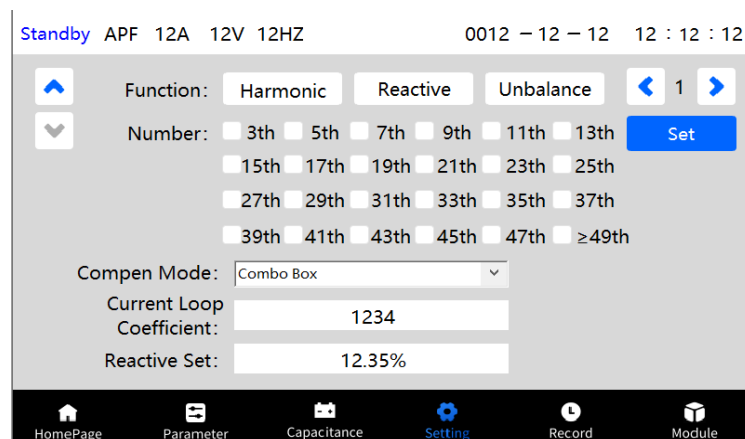 Standby APF 12A 12V 12HZ 0012 － 12 － 12 12 : 12 : 12
Function: Harmonic Reactive Unbalance 1
Number: 3th 5th 7th 9th 11th 13th Set
15th 17th 19th 21th 23th 25th
27th 29th 31th 33th 35th 37th
39th 41th 43th 45th 47th ≥49th
Compen Mode: Combo Box
Current Loop
Coefficient: 1234
Reactive Set: 12.35%
HomePage Parameter Capacitance Setting Record Module